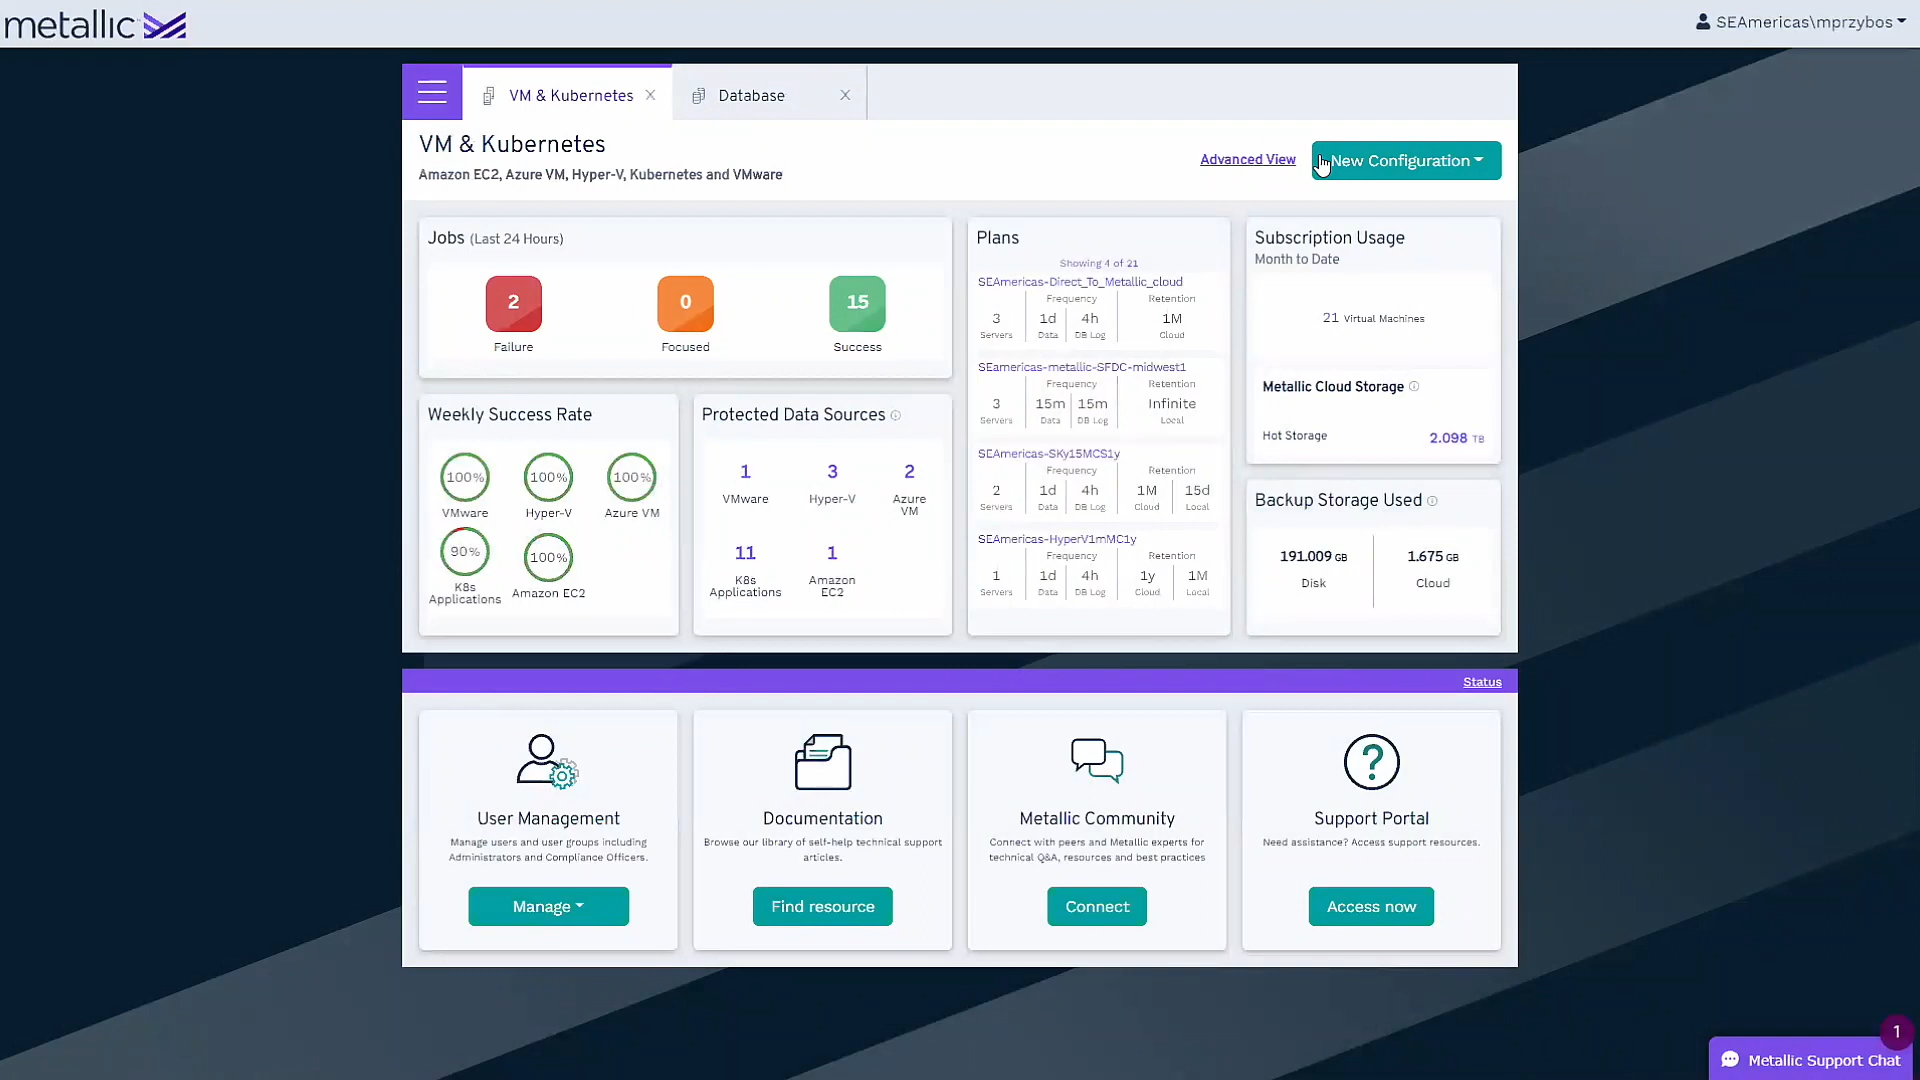 metallic
SEAmericas\mprzybos
VM & Kubernetes
Database
VM & Kubernetes
Amazon EC2, Azure VM, Hyper-V, Kubernetes and VMware
Advanced View
New Configuration
Jobs (Last 24 Hours)
2
0
15
Failure
Focused
Success
Weekly Success Rate
100%
100%
100%
VMware
Hyper-V
Azure VM
90%
100%
K8s
Applications
Amazon EC2
Protected Data Sources
1
3
2
VMware
Hyper-V
Azure
VM
11
1
K8s
Applications
Amazon
EC2
Plans
Showing 4 of 21
SEAmericas-Direct_To_Metallic_cloud
Frequency Retention
3 1d 4h 1M
Servers Data DB Log Cloud
SEamericas-metallic-SFDC-midwest1
Frequency Retention
3 15m 15m Infinite
Servers Data DB Log Local
SEAmericas-SKy15MCS1y
Frequency Retention
2 1d 4h 1M 15d
Servers Data DB Log Cloud Local
SEAmericas-HyperV1mMC1y
Frequency Retention
1 1d 4h 1y 1M
Servers Data DB Log Cloud Local
Subscription Usage
Month to Date
21 Virtual Machines
Metallic Cloud Storage
Hot Storage 2.098 TB
Backup Storage Used
191.009 GB 1.675 GB
Disk Cloud
Status
User Management
Manage users and user groups including
Administrators and Compliance Officers.
Manage
Documentation
Browse our library of self-help technical support
articles.
Find resource
Metallic Community
Connect with peers and Metallic experts for
technical Q&A, resources and best practices
Connect
Support Portal
Need assistance? Access support resources.
Access now
1
Metallic Support Chat